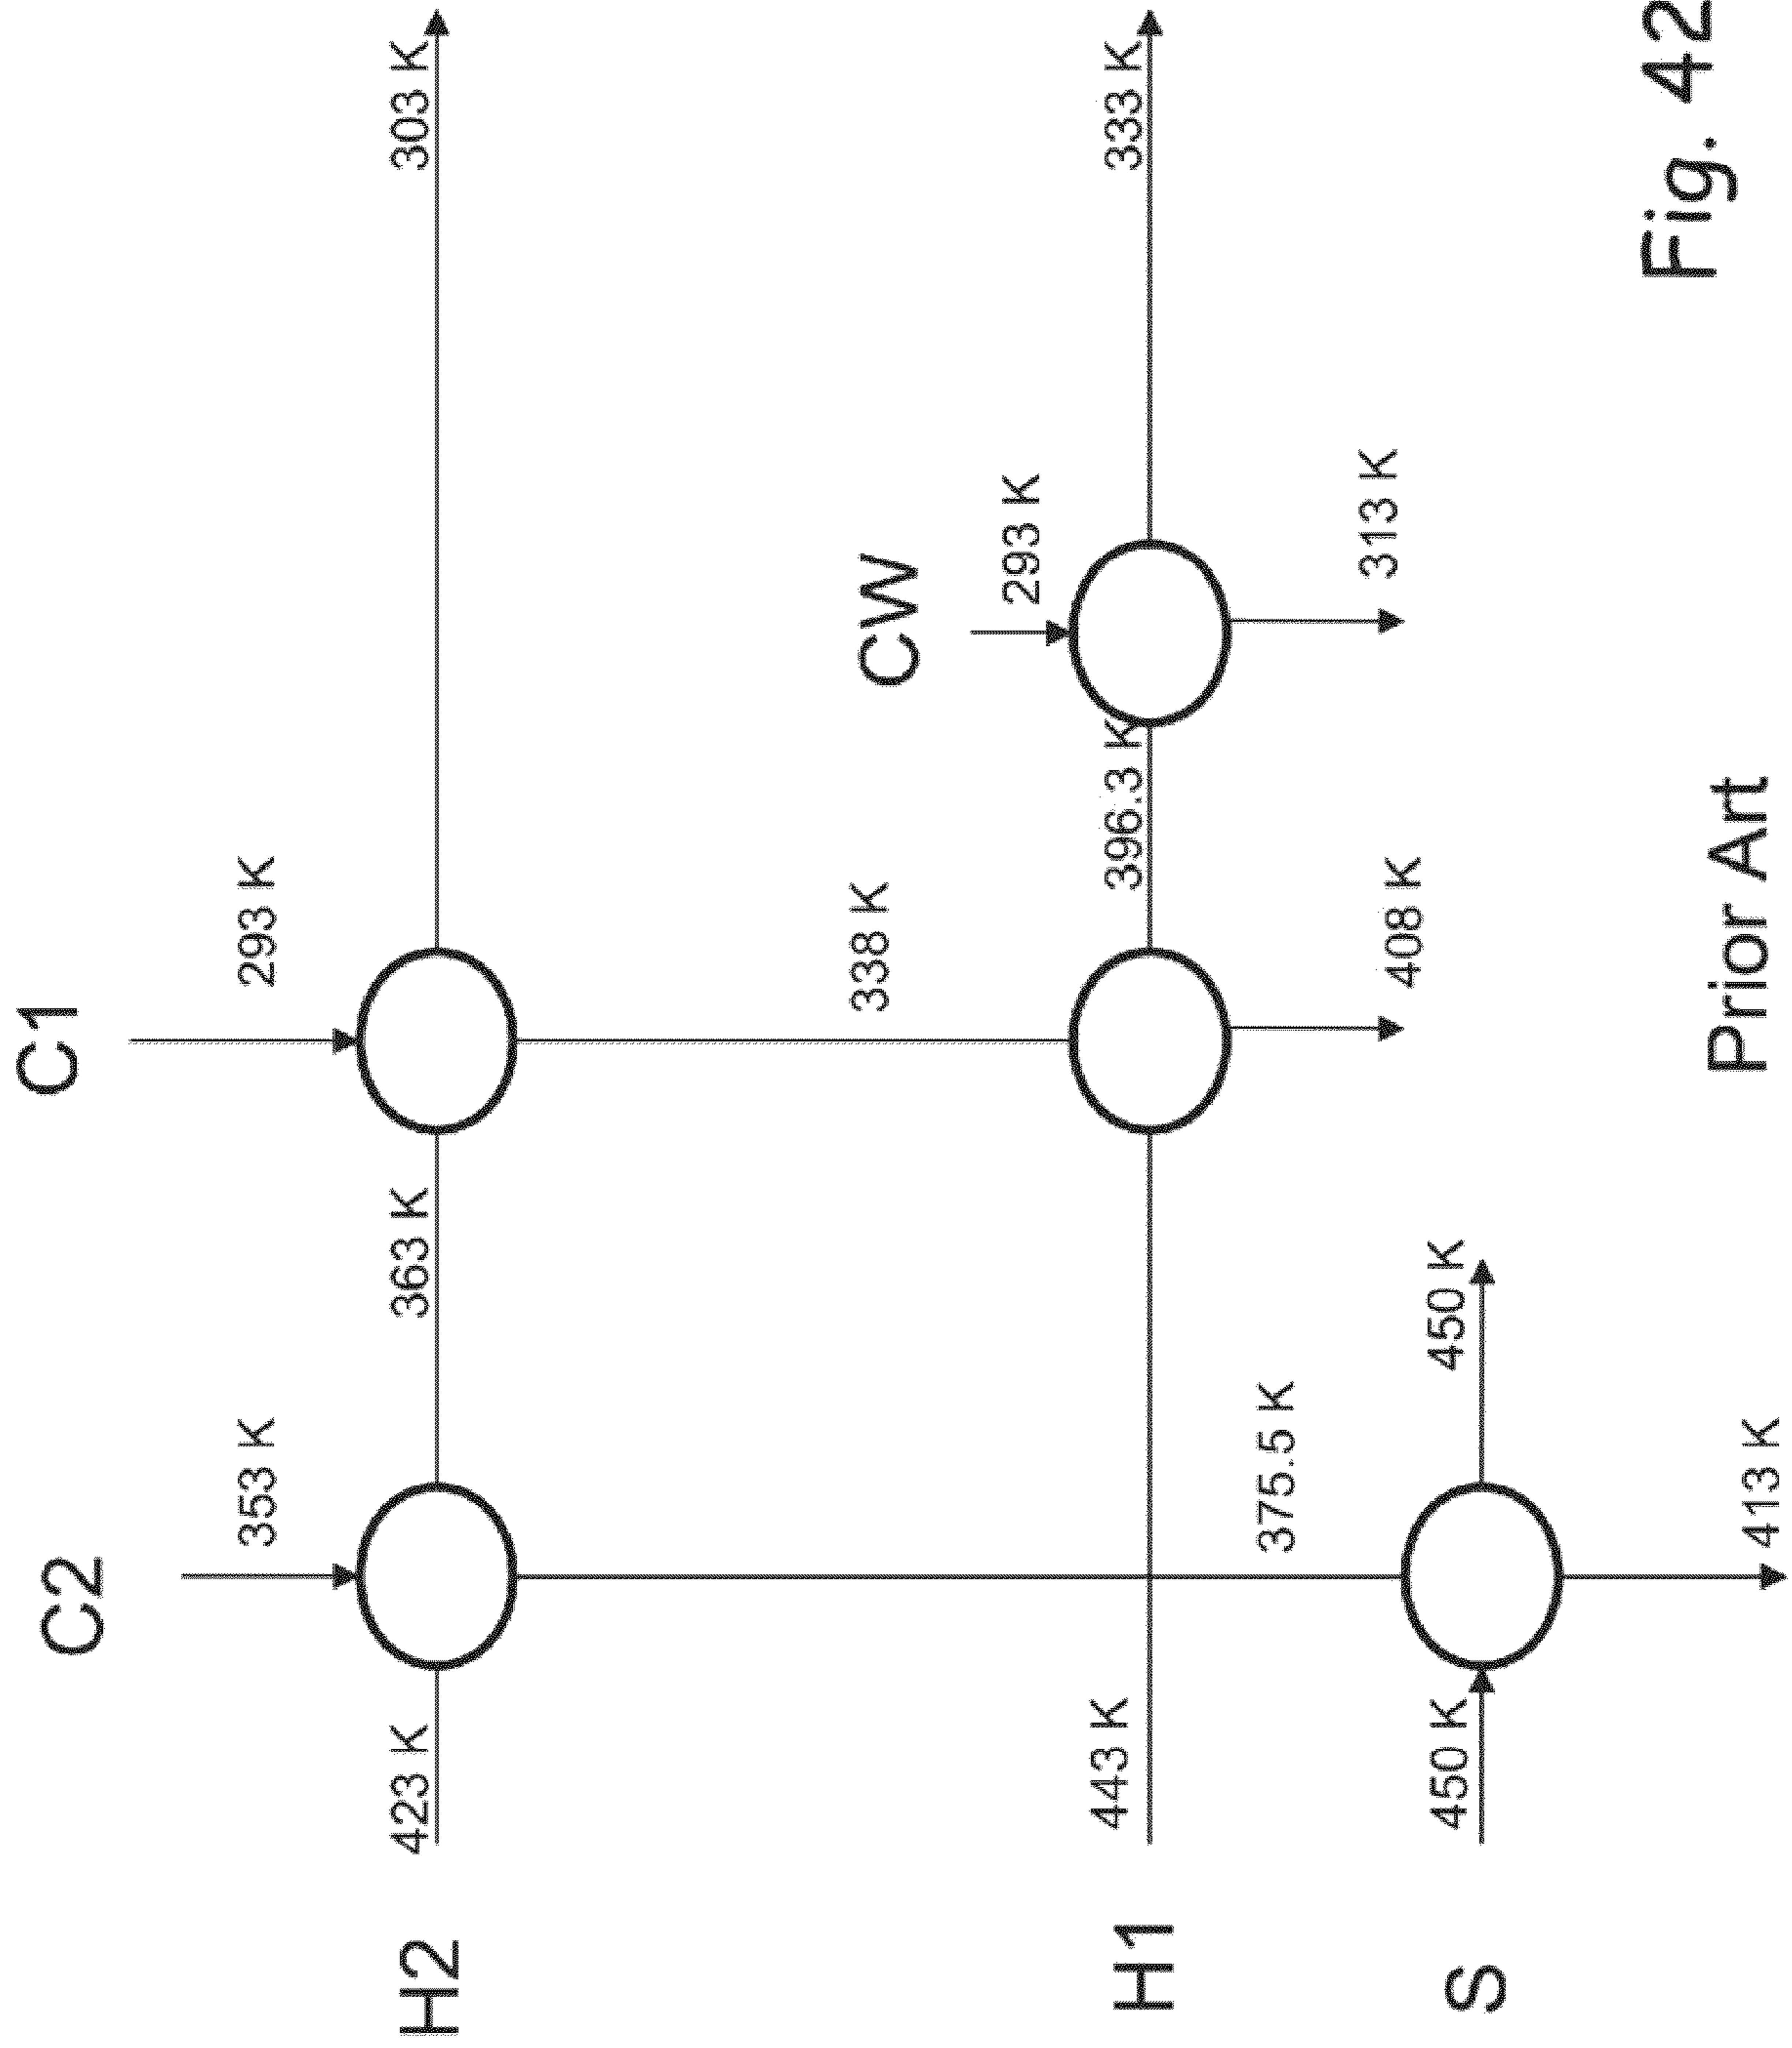 C2
C1
353 K
293 K
H2
423 K
363 K
303 K
338 K
CW
293 K
H1
443 K
396.3 K
333 K
375.5 K
408 K
313 K
S
450 K
450 K
413 K
Prior Art
Fig. 42